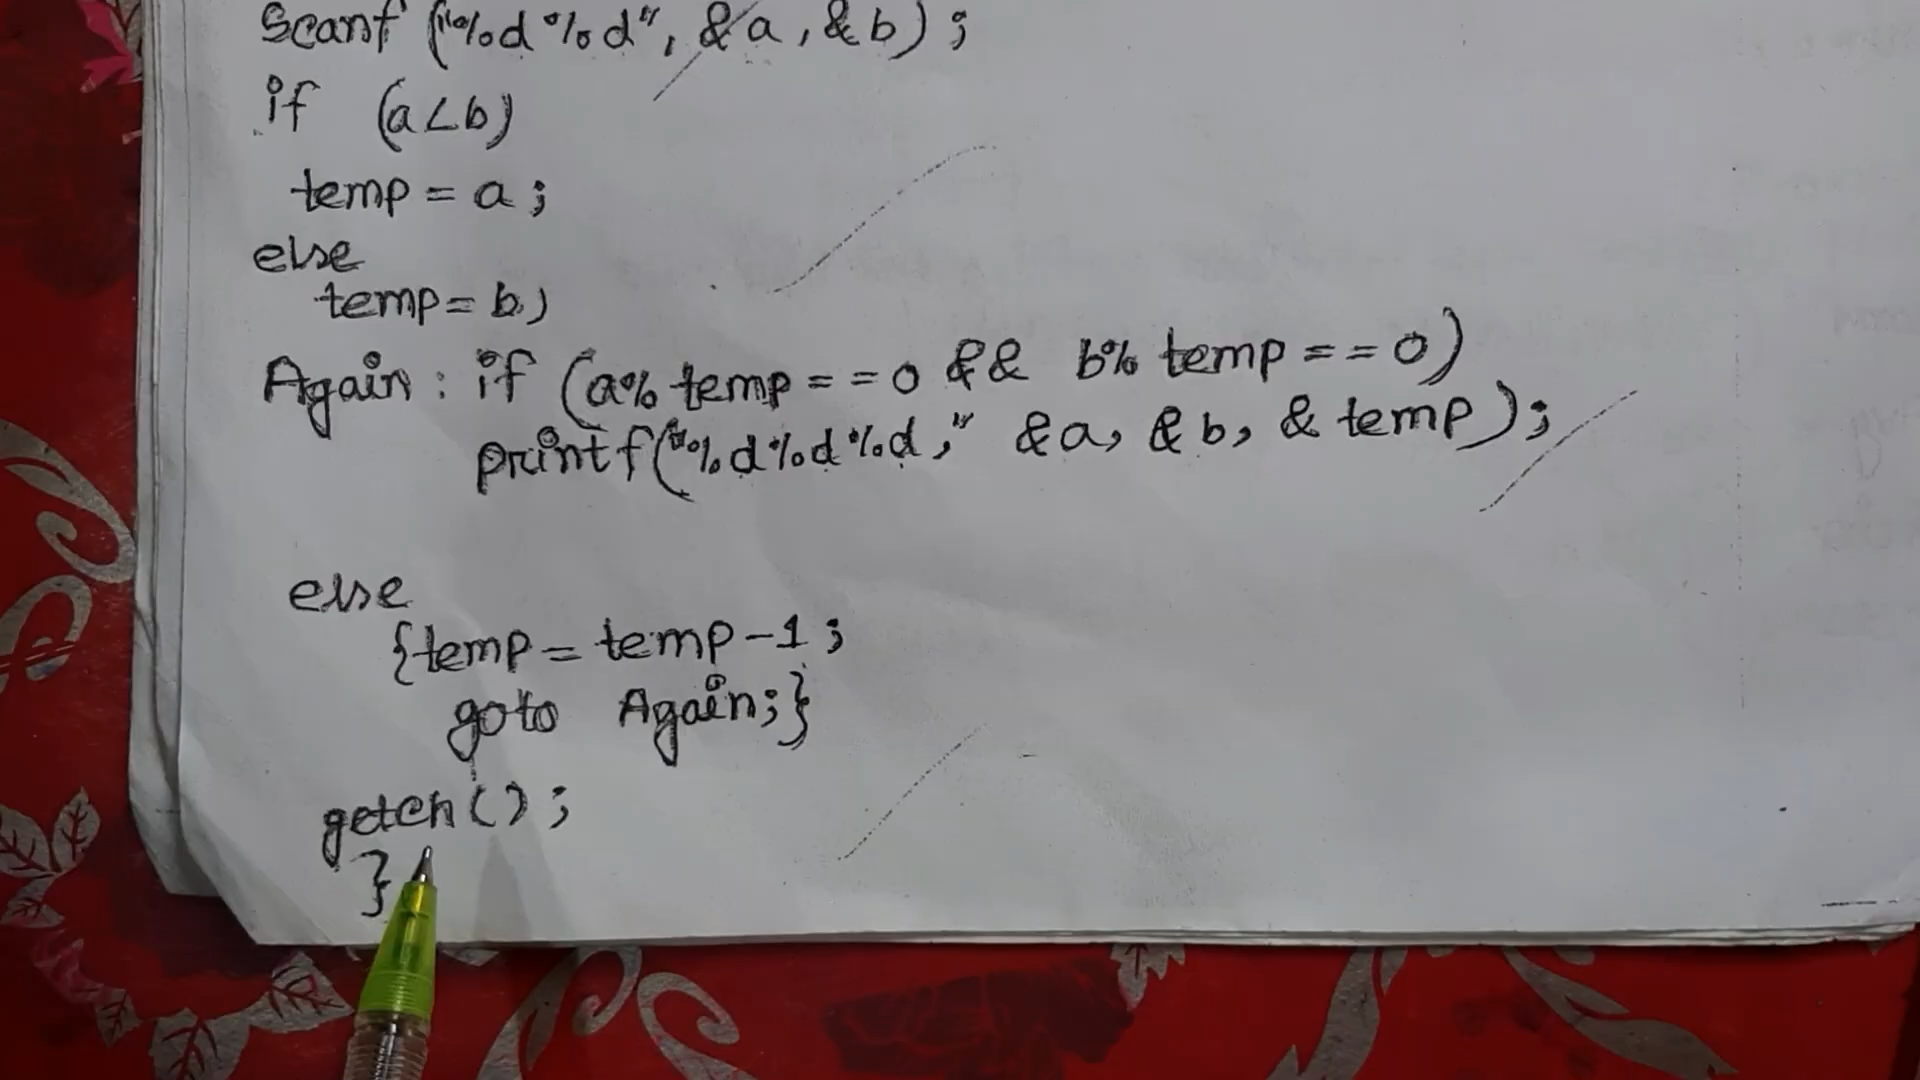 Scanf ("%d%d", &a, &b);
if (a<b)
temp = a;
else
temp = b;
Again: if (a% temp == 0 && b% temp == 0)
printf("%d%d%d," &a, &b, & temp);
else
{temp = temp-1;
goto Again;}
getch();
}